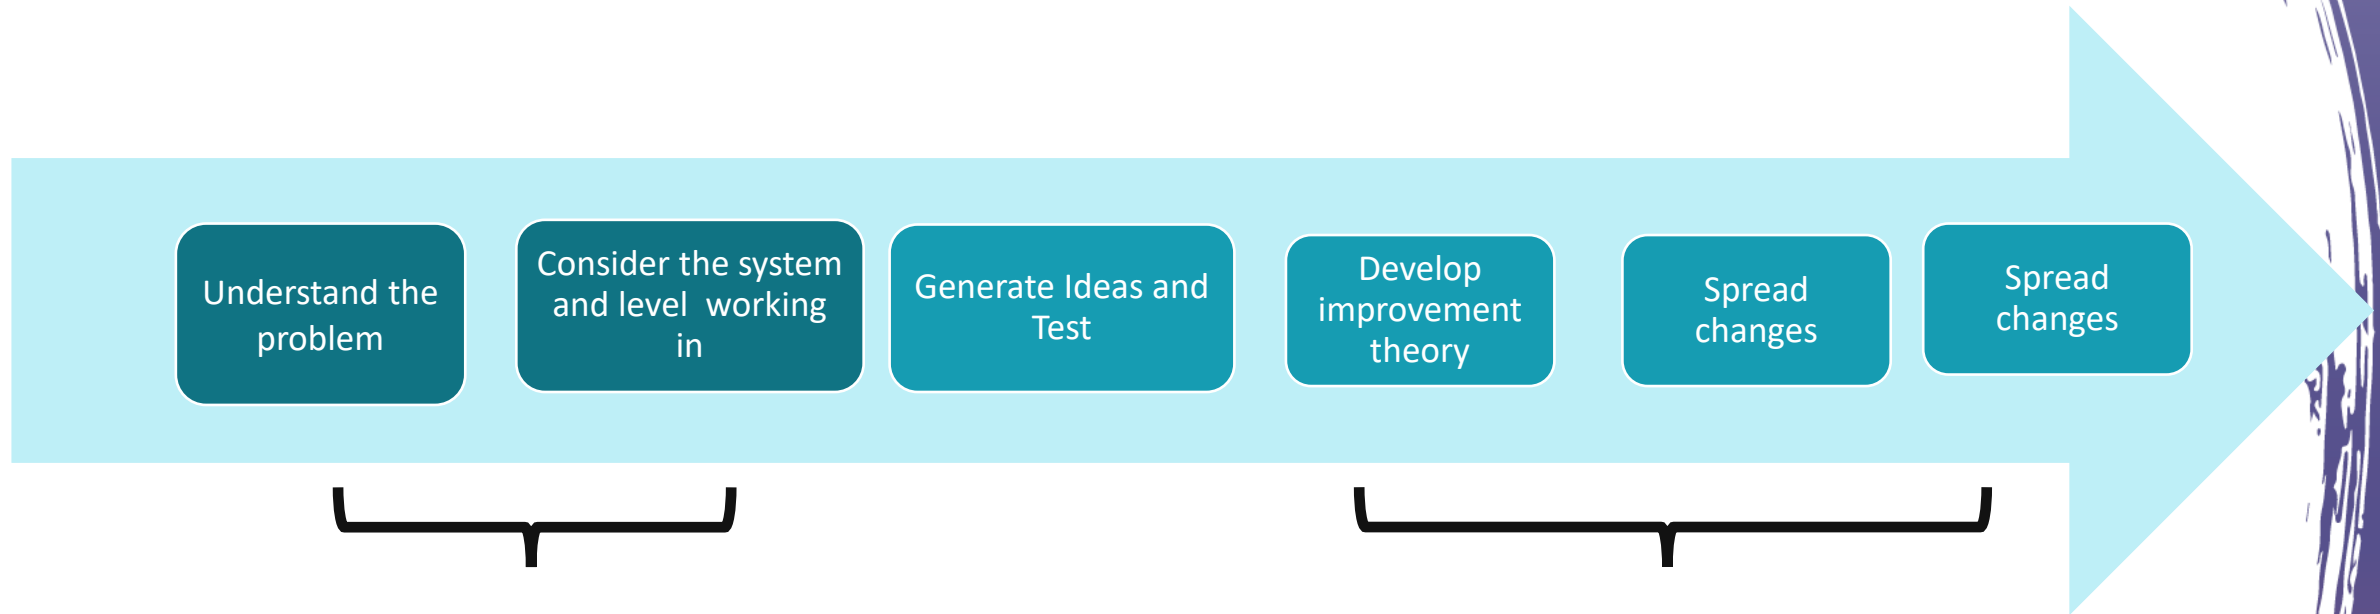 Understand the
problem
Consider the system
and level  working
in
Generate Ideas and
Test
Develop
improvement
theory
Spread
changes
Spread
changes